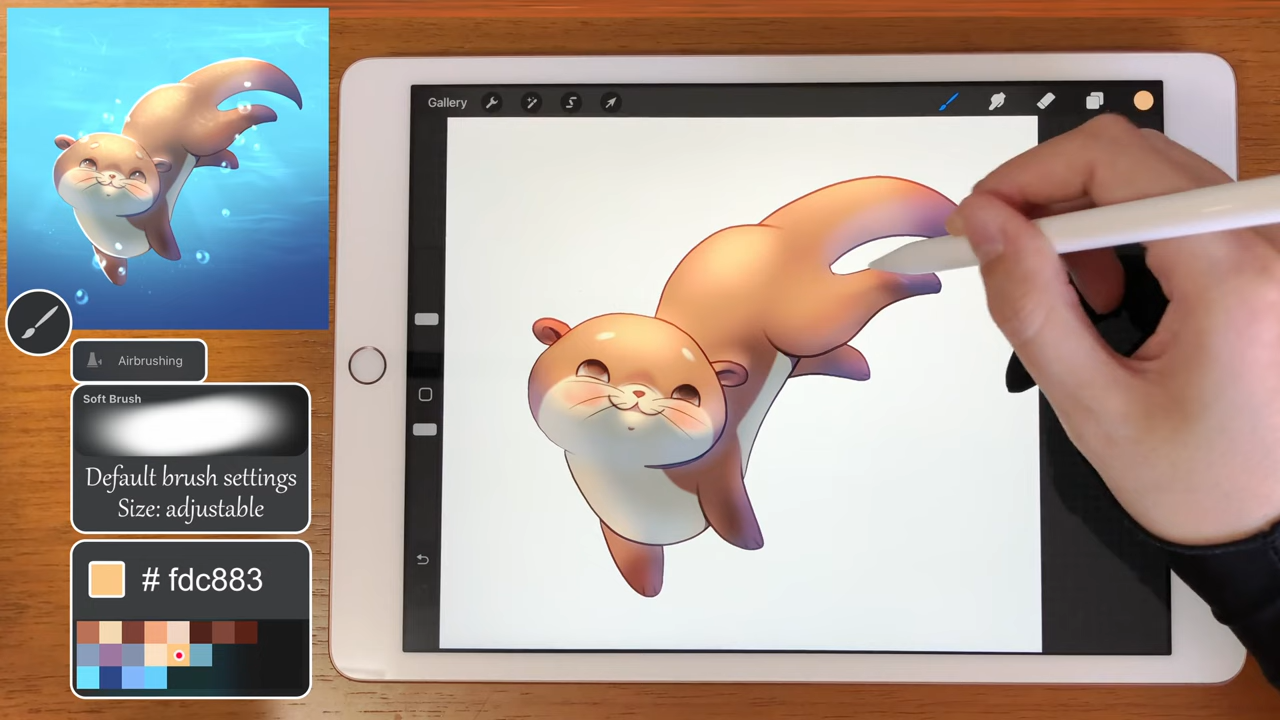 Gallery
Airbrushing
Soft Brush
Default brush settings
Size: adjustable
# fdc883